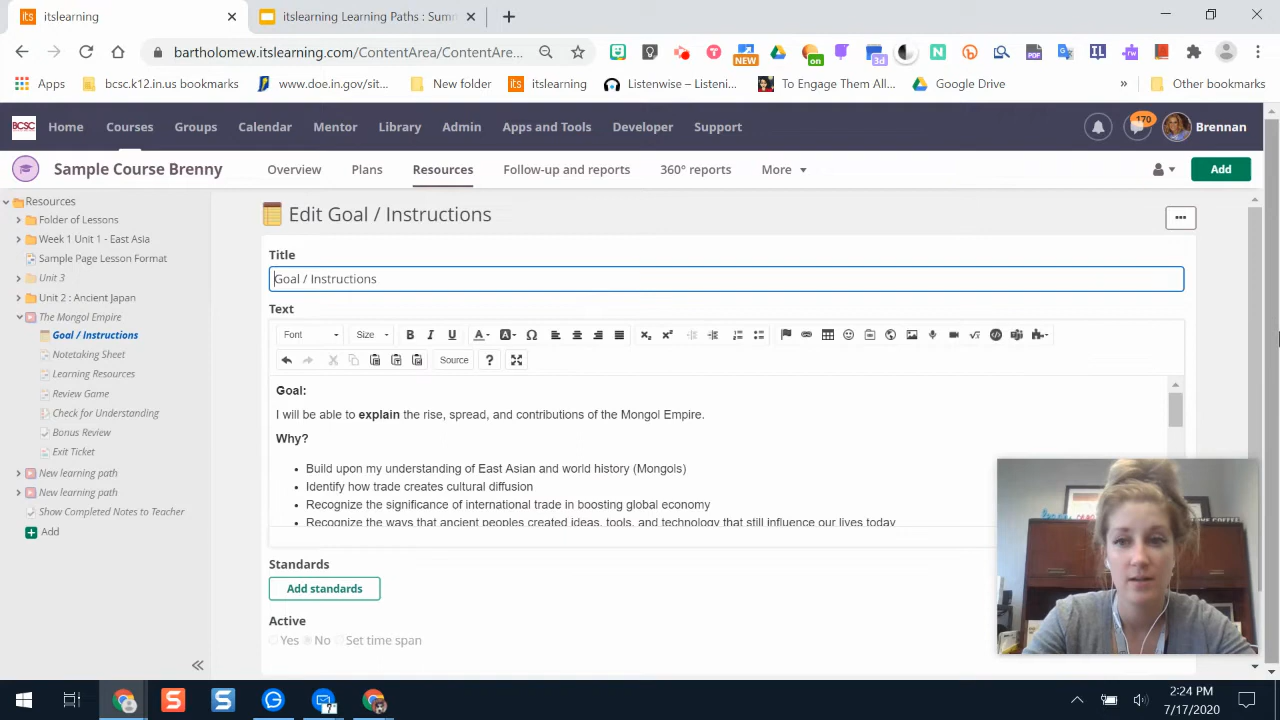 itslearning
itslearning Learning Paths : Sum
bartholomew.itslearning.com/ContentArea/ContentAre...
NEW
on
3d
N
PDF
IL
rw
bcsc.k12.in.us bookmarks
www.doe.in/gov/sit...
New folder
its itslearning
Listenwise – Listeni...
To Engage Them All...
Google Drive
»
Other bookmarks
BCSC
Home
Courses
Groups
Calendar
Mentor
Library
Admin
Apps and Tools
Developer
Support
170
Brennan
Sample Course Brenny
Overview
Plans
Resources
Follow-up and reports
360° reports
More
Add
Resources
Folder of Lessons
Week 1 Unit 1 - East Asia
Sample Page Lesson Format
Unit 3
Unit 2 : Ancient Japan
The Mongol Empire
Goal / Instructions
Notetaking Sheet
Learning Resources
Review Game
Check for Understanding
Bonus Review
Exit Ticket
New learning path
New learning path
Show Completed Notes to Teacher
Add
Edit Goal / Instructions
Title
Goal / Instructions
Text
Font
Size
B I U
Source
?
Goal:
I will be able to explain the rise, spread, and contributions of the Mongol Empire.
Why?
• Build upon my understanding of East Asian and world history (Mongols)
• Identify how trade creates cultural diffusion
• Recognize the significance of international trade in boosting global economy
• Recognize the ways that ancient peoples created ideas, tools, and technology that still influence our lives today
Standards
Add standards
Active
Yes No Set time span
2:24 PM
7/17/2020